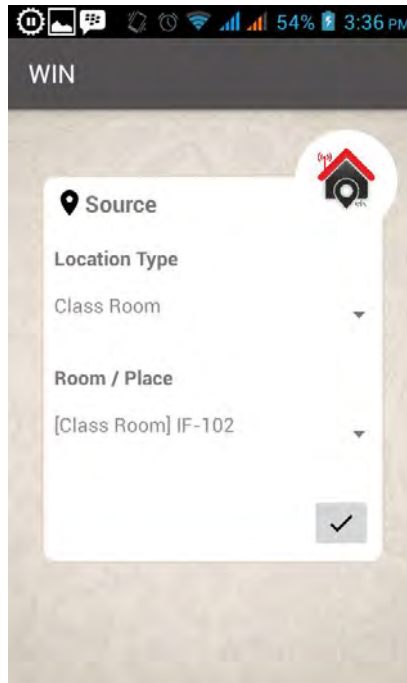 54% 3:36 PM
WIN
Source
Location Type
Class Room
Room / Place
[Class Room] IF-102